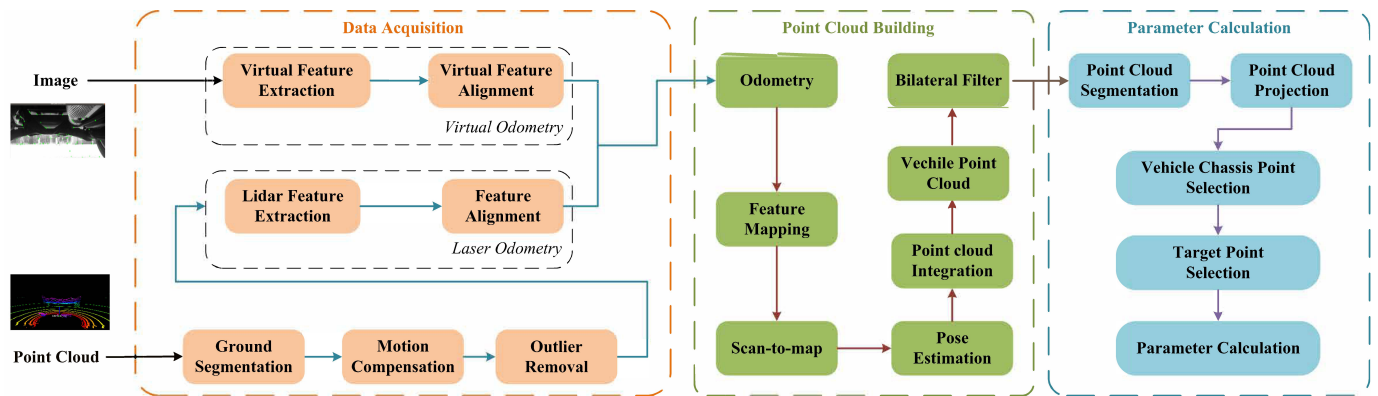 Data Acquisition
Image
Virtual Feature
Extraction
Virtual Feature
Alignment
Virtual Odometry
Lidar Feature
Extraction
Feature
Alignment
Laser Odometry
Point Cloud
Ground
Segmentation
Motion
Compensation
Outlier
Removal
Point Cloud Building
Odometry
Feature
Mapping
Scan-to-map
Pose
Estimation
Point cloud
Integration
Vechile Point
Cloud
Bilateral Filter
Parameter Calculation
Point Cloud
Segmentation
Point Cloud
Projection
Vehicle Chassis Point
Selection
Target Point
Selection
Parameter Calculation